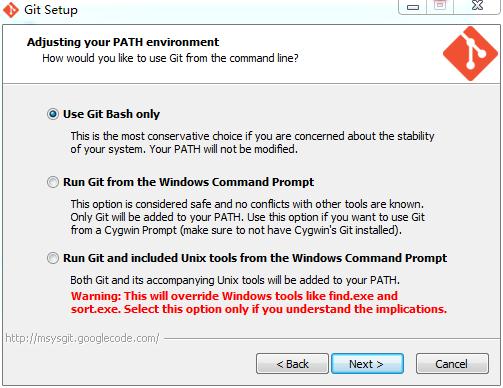 Git Setup
Adjusting your PATH environment
How would you like to use Git from the command line?
Use Git Bash only
This is the most conservative choice if you are concerned about the stability
of your system. Your PATH will not be modified.
Run Git from the Windows Command Prompt
This option is considered safe and no conflicts with other tools are known.
Only Git will be added to your PATH. Use this option if you want to use Git
from a Cygwin Prompt (make sure to not have Cygwin's Git installed).
Run Git and included Unix tools from the Windows Command Prompt
Both Git and its accompanying Unix tools will be added to your PATH.
Warning: This will override Windows tools like find.exe and
sort.exe. Select this option only if you understand the implications.
http://msysgit.googlecode.com/
< Back
Next >
Cancel